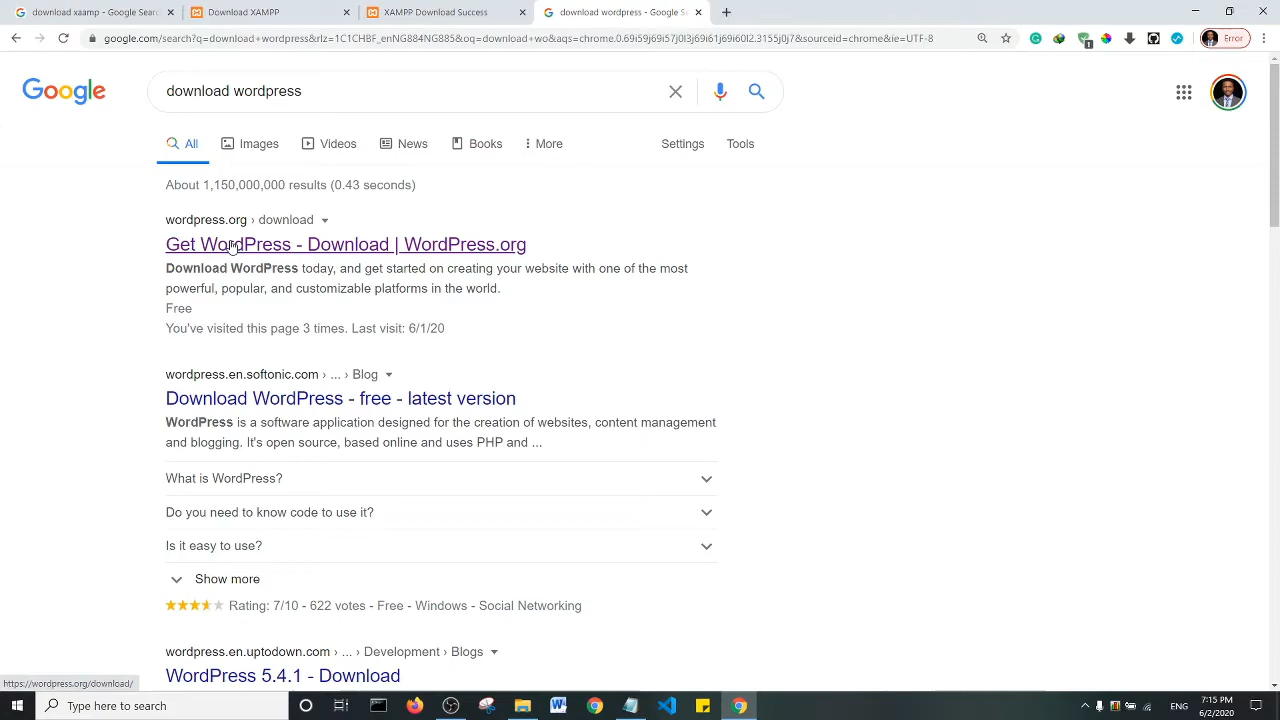 download xaamp - Google Searc
Download XAMPP
XAMPP Download Success
download wordpress - Google Se
google.com/search?q=download+wordpress&rlz=1C1CHBF_enNG884NG885&oq=download+wo&aqs=chrome.0.69i59j69i57j0l3j69i61j69i60l2.3155j0j7&sourceid=chrome&ie=UTF-8
1
Error
Google
download wordpress
All
Images
Videos
News
Books
More
Settings
Tools
About 1,150,000,000 results (0.43 seconds)
wordpress.org › download
Get WordPress - Download | WordPress.org
Download WordPress today, and get started on creating your website with one of the most
powerful, popular, and customizable platforms in the world.
Free
You've visited this page 3 times. Last visit: 6/1/20
wordpress.en.softonic.com › ... › Blog
Download WordPress - free - latest version
WordPress is a software application designed for the creation of websites, content management
and blogging. It's open source, based online and uses PHP and ...
What is WordPress?
Do you need to know code to use it?
Is it easy to use?
Show more
Rating: 7/10 - 622 votes - Free - Windows - Social Networking
wordpress.en.uptodown.com › ... › Development › Blogs
WordPress 5.4.1 - Download
https://wordpress.org/download/
Type here to search
ENG
7:15 PM
6/2/2020